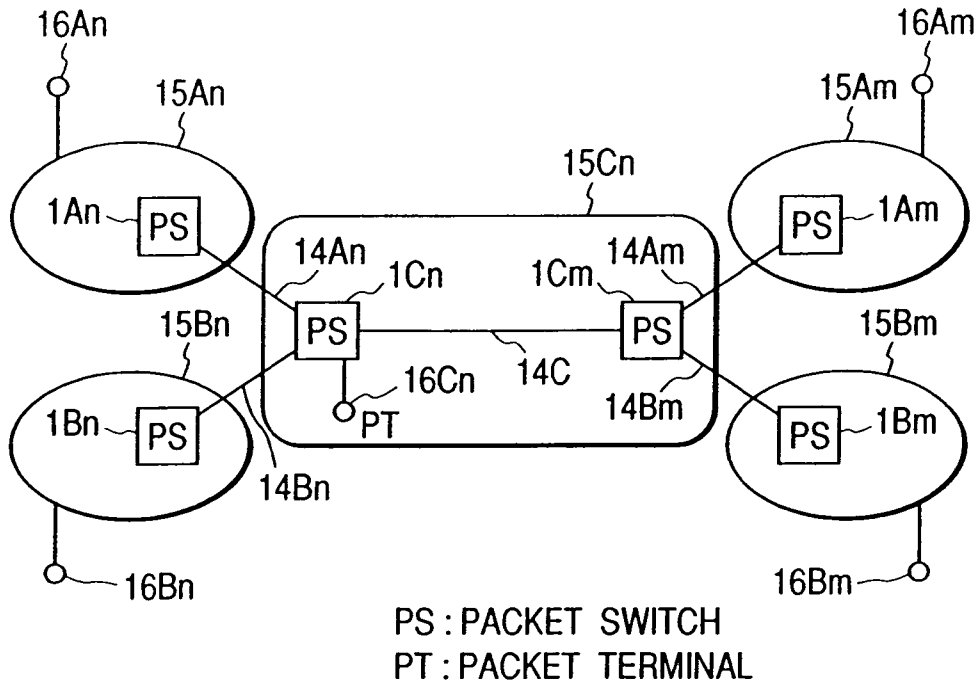 16An
16Am
15An
15Am
15Cn
1An
PS
PS
1Am
14An
1Cn
1Cm
14Am
15Bn
PS
PS
15Bm
14C
16Cn
14Bm
1Bn
PS
PT
PS
1Bm
14Bn
16Bn
16Bm
PS : PACKET SWITCH
PT : PACKET TERMINAL